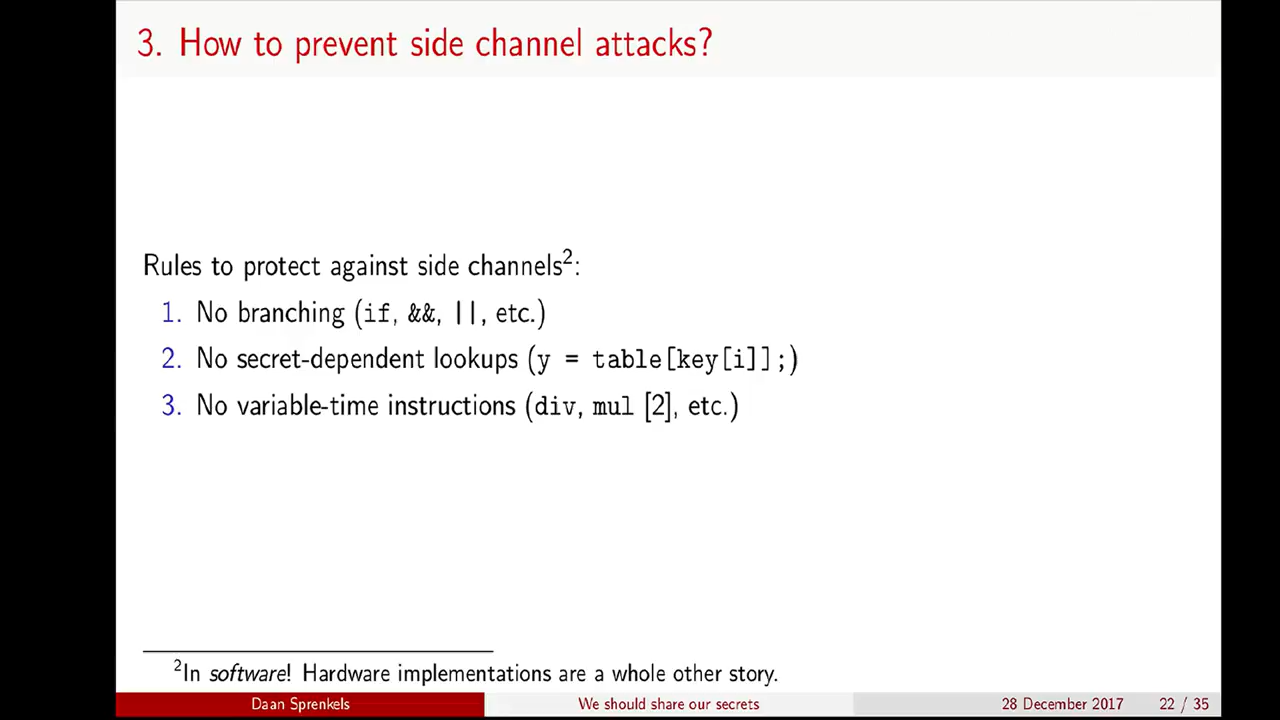 3. How to prevent side channel attacks?
Rules to protect against side channels²:
1. No branching (if, &&, ||, etc.)
2. No secret-dependent lookups (y = table[key[i]];)
3. No variable-time instructions (div, mul [2], etc.)
²In software! Hardware implementations are a whole other story.
Daan Sprenkels We should share our secrets 28 December 2017 22 / 35